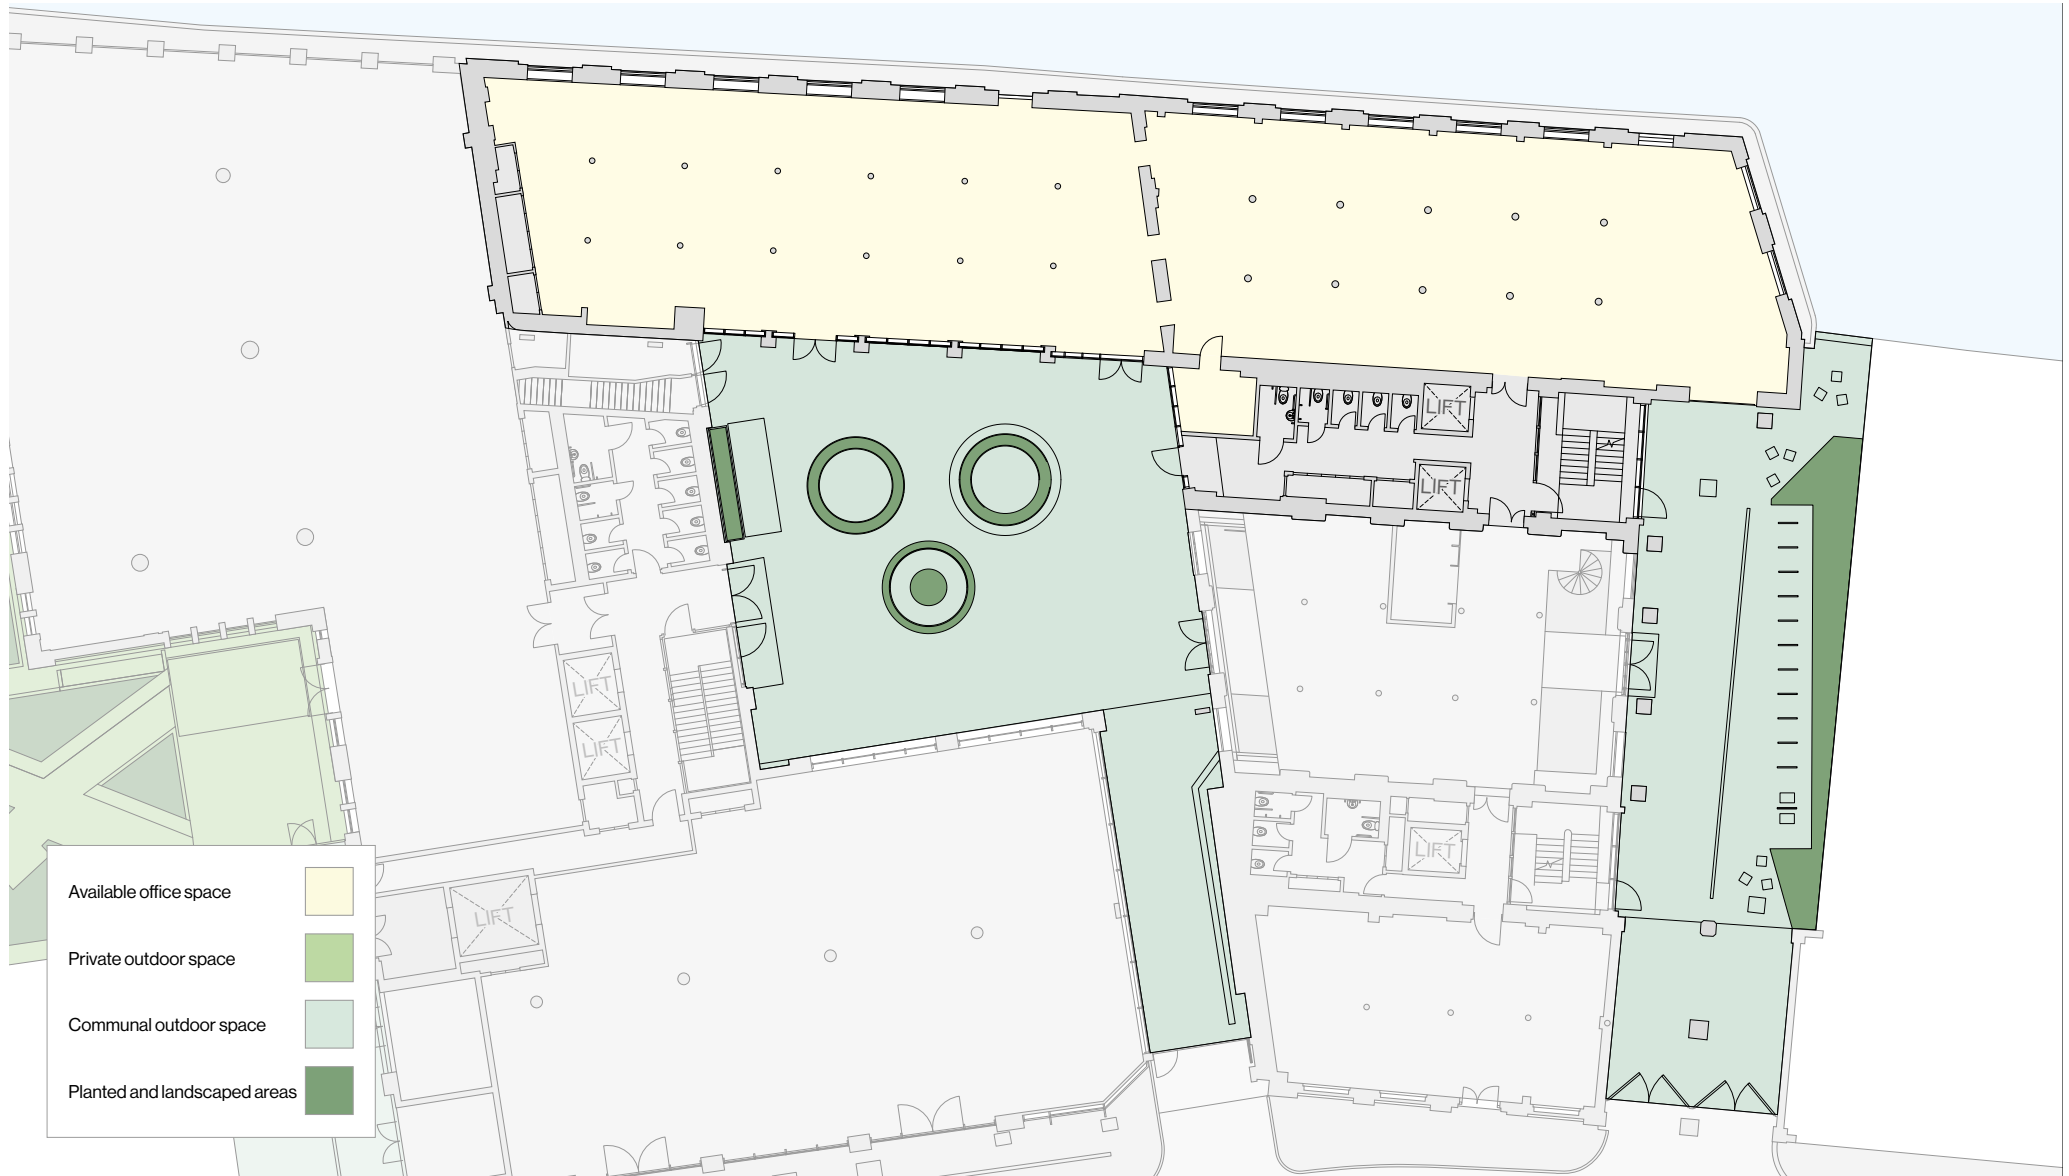 LIFT
LIFT
LIFT
LIFT
LIFT
LIFT
Available office space
Private outdoor space
Communal outdoor space
Planted and landscaped areas